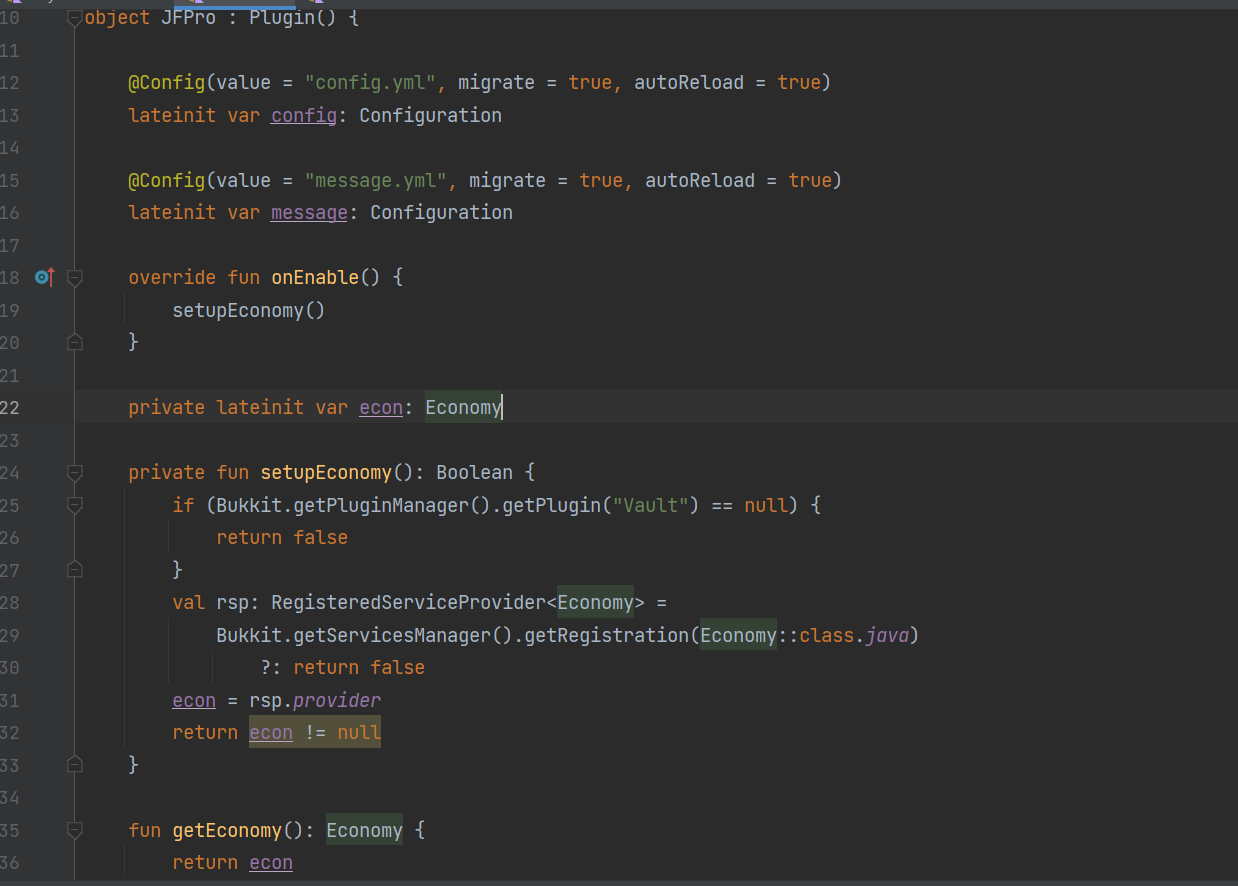 10 object JFPro : Plugin() {
11
12 @Config(value = "config.yml", migrate = true, autoReload = true)
13 lateinit var config: Configuration
14
15 @Config(value = "message.yml", migrate = true, autoReload = true)
16 lateinit var message: Configuration
17
18 override fun onEnable() {
19 setupEconomy()
20 }
21
22 private lateinit var econ: Economy
23
24 private fun setupEconomy(): Boolean {
25 if (Bukkit.getPluginManager().getPlugin("Vault") == null) {
26 return false
27 }
28 val rsp: RegisteredServiceProvider<Economy> =
29 Bukkit.getServicesManager().getRegistration(Economy::class.java)
30 ?: return false
31 econ = rsp.provider
32 return econ != null
33 }
34
35 fun getEconomy(): Economy {
36 return econ